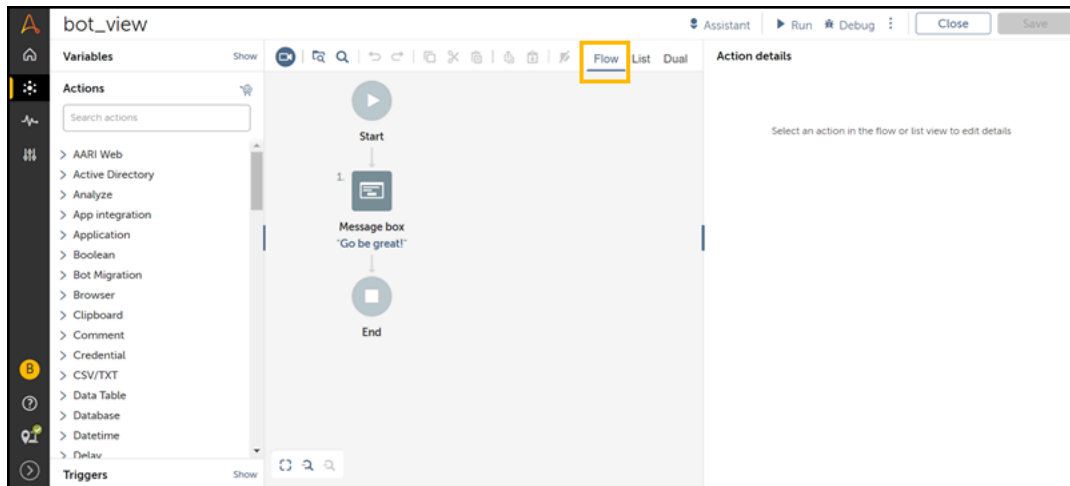 bot_view
Assistant Run Debug Close Save
Variables Show
Flow List Dual
Action details
Actions
Search actions
Select an action in the flow or list view to edit details
Start
AARI Web
Active Directory
Analyze
App integration
Application
Boolean
Bot Migration
Browser
Clipboard
Comment
Credential
CSV/TXT
Data Table
Database
Datetime
Delay
1.
Message box
"Go be great!"
End
B
Triggers Show